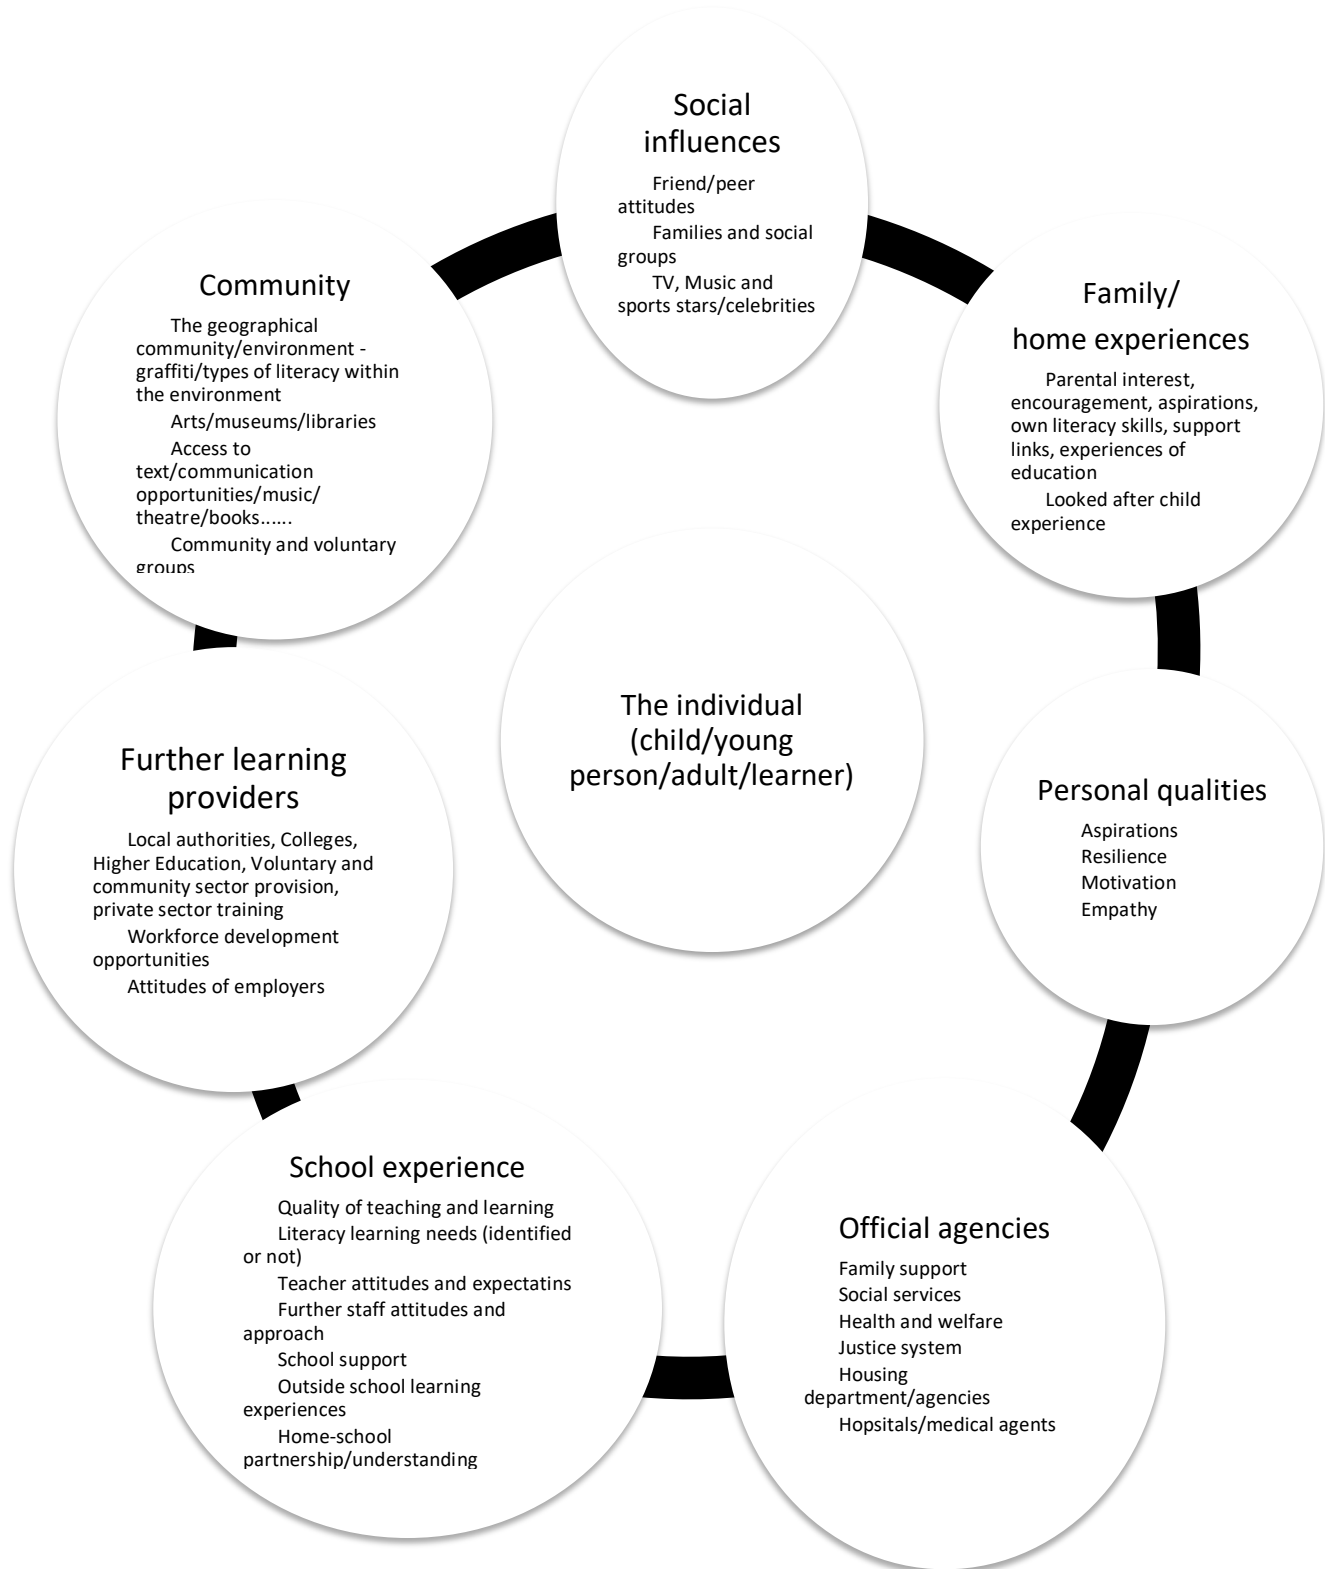 Social
influences
Friend/peer
attitudes
Families and social
groups
TV, Music and
sports stars/celebrities
Family/
home experiences
Parental interest,
encouragement, aspirations,
own literacy skills, support
links, experiences of
education
Looked after child
experience
Personal qualities
Aspirations
Resilience
Motivation
Empathy
Official agencies
Family support
Social services
Health and welfare
Justice system
Housing
department/agencies
Hopsitals/medical agents
School experience
Quality of teaching and learning
Literacy learning needs (identified
or not)
Teacher attitudes and expectatins
Further staff attitudes and
approach
School support
Outside school learning
experiences
Home-school
partnership/understanding
Further learning
providers
Local authorities, Colleges,
Higher Education, Voluntary and
community sector provision,
private sector training
Workforce development
opportunities
Attitudes of employers
Community
The geographical
community/environment -
graffiti/types of literacy within
the environment
Arts/museums/libraries
Access to
text/communication
opportunities/music/
theatre/books......
Community and voluntary
groups
The individual
(child/young
person/adult/learner)